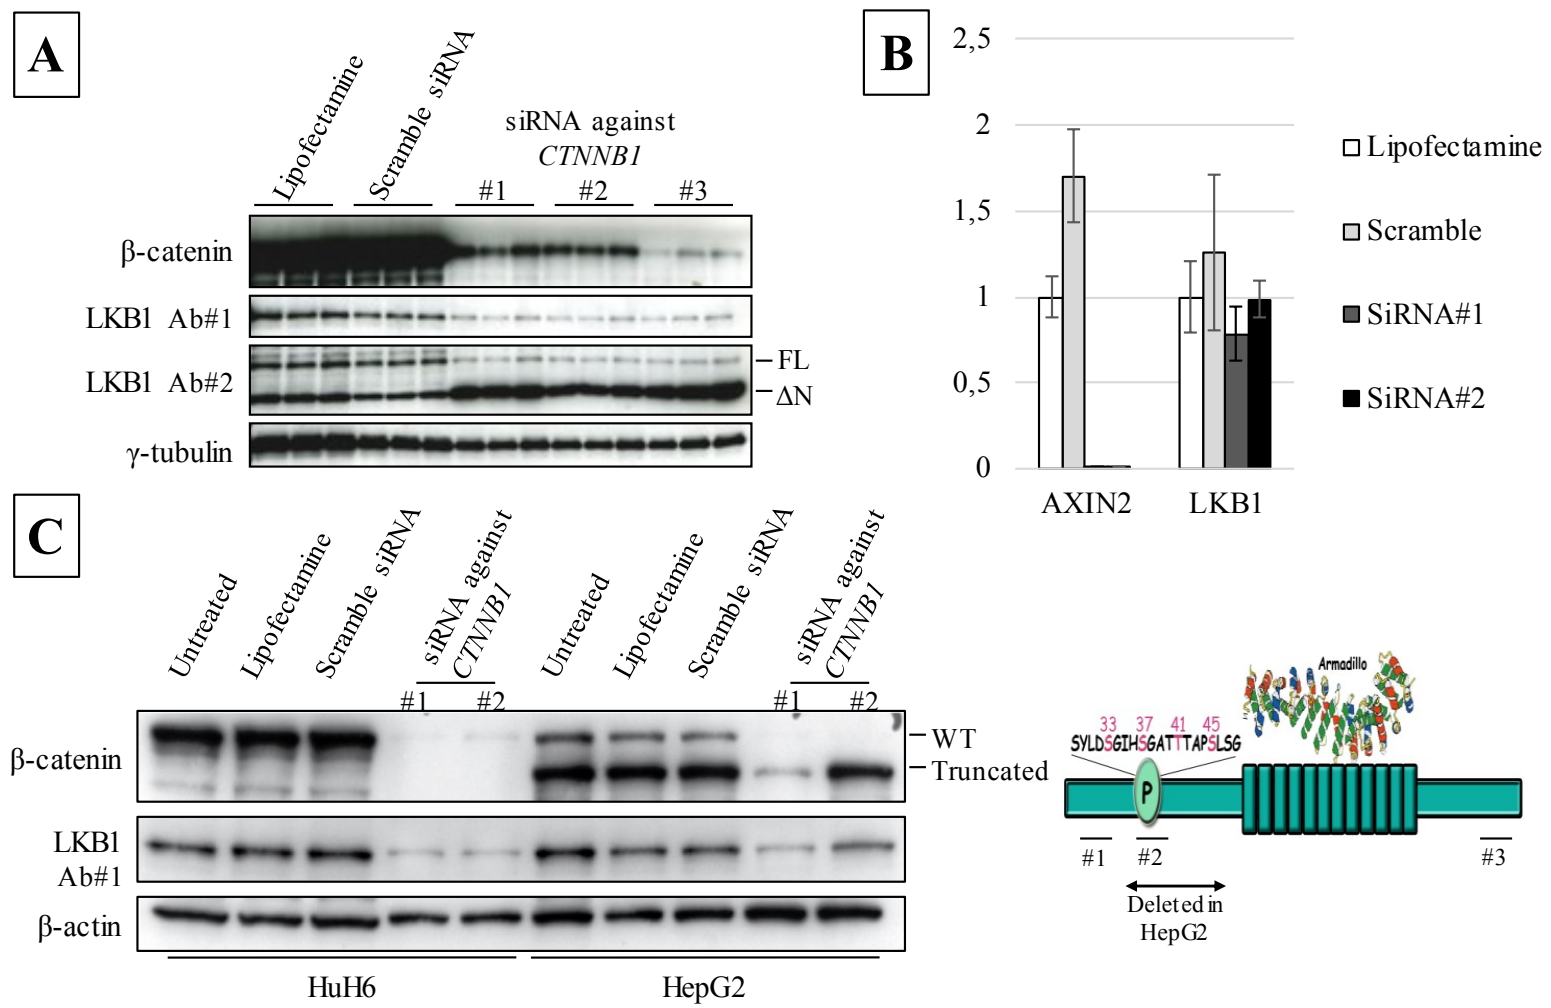 A
Lipofectamine
Scramble siRNA
siRNA against
CTNNB1
#1 #2 #3
β-catenin
LKB1 Ab#1
LKB1 Ab#2
FL
ΔN
γ-tubulin
B
2,5
2
1,5
1
0,5
0
AXIN2 LKB1
Lipofectamine
Scramble
SiRNA#1
SiRNA#2
C
Untreated
Lipofectamine
Scramble siRNA
siRNA against
CTNNB1
#1 #2
Untreated
Lipofectamine
Scramble siRNA
siRNA against
CTNNB1
#1 #2
β-catenin
WT
Truncated
LKB1
Ab#1
β-actin
HuH6 HepG2
Armadillo
33 37 41 45
SYLDSGIHSGATTTAPSLSG
P
#1 #2 #3
Deleted in
HepG2